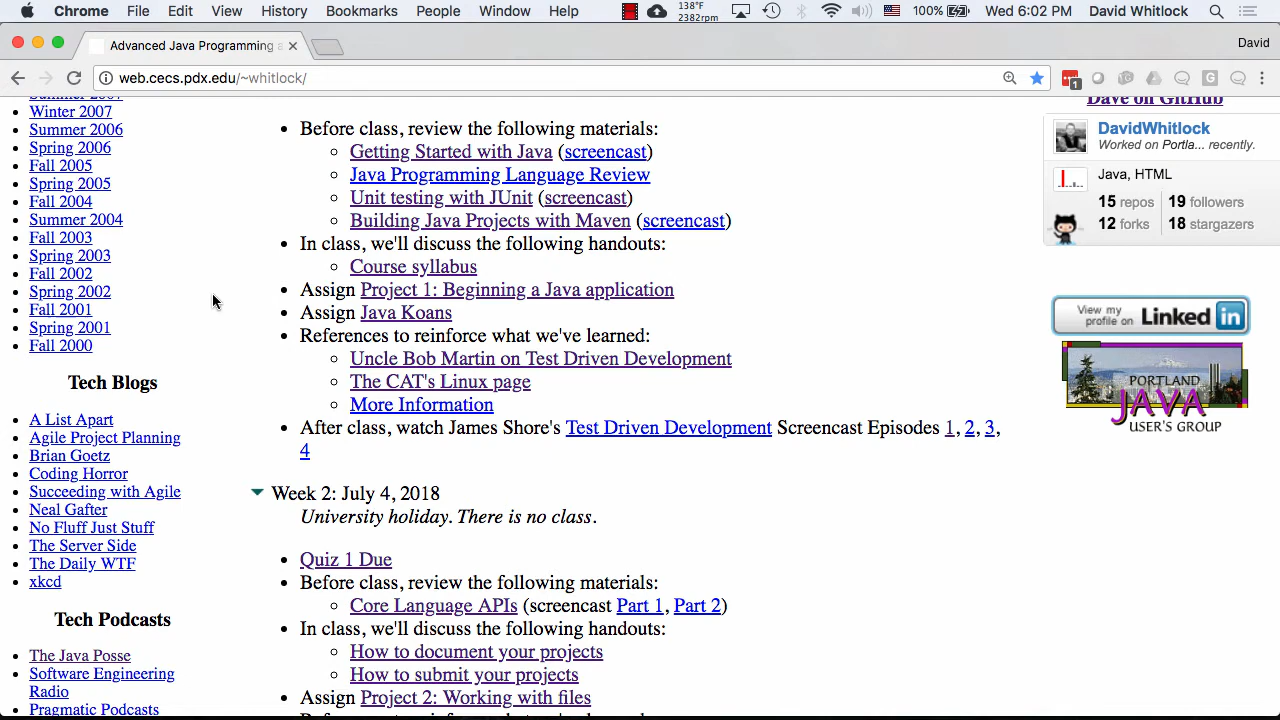 Chrome File Edit View History Bookmarks People Window Help 138°F 2382rpm 100% Wed 6:02 PM David Whitlock
Advanced Java Programming a
David
web.cecs.pdx.edu/~whitlock/
1
Summer 2007
Winter 2007
Summer 2006
Spring 2006
Fall 2005
Spring 2005
Fall 2004
Summer 2004
Fall 2003
Spring 2003
Fall 2002
Spring 2002
Fall 2001
Spring 2001
Fall 2000
Tech Blogs
A List Apart
Agile Project Planning
Brian Goetz
Coding Horror
Succeeding with Agile
Neal Gafter
No Fluff Just Stuff
The Server Side
The Daily WTF
xkcd
Tech Podcasts
The Java Posse
Software Engineering
Radio
Pragmatic Podcasts
Before class, review the following materials:
Getting Started with Java (screencast)
Java Programming Language Review
Unit testing with JUnit (screencast)
Building Java Projects with Maven (screencast)
In class, we'll discuss the following handouts:
Course syllabus
Assign Project 1: Beginning a Java application
Assign Java Koans
References to reinforce what we've learned:
Uncle Bob Martin on Test Driven Development
The CAT's Linux page
More Information
After class, watch James Shore's Test Driven Development Screencast Episodes 1, 2, 3,
4
Week 2: July 4, 2018
University holiday. There is no class.
Quiz 1 Due
Before class, review the following materials:
Core Language APIs (screencast Part 1, Part 2)
In class, we'll discuss the following handouts:
How to document your projects
How to submit your projects
Assign Project 2: Working with files
Dave on GitHub
DavidWhitlock
Worked on Portla... recently.
Java, HTML
15 repos 19 followers
12 forks 18 stargazers
View my
profile on Linked in
PORTLAND
JAVA
USER'S GROUP